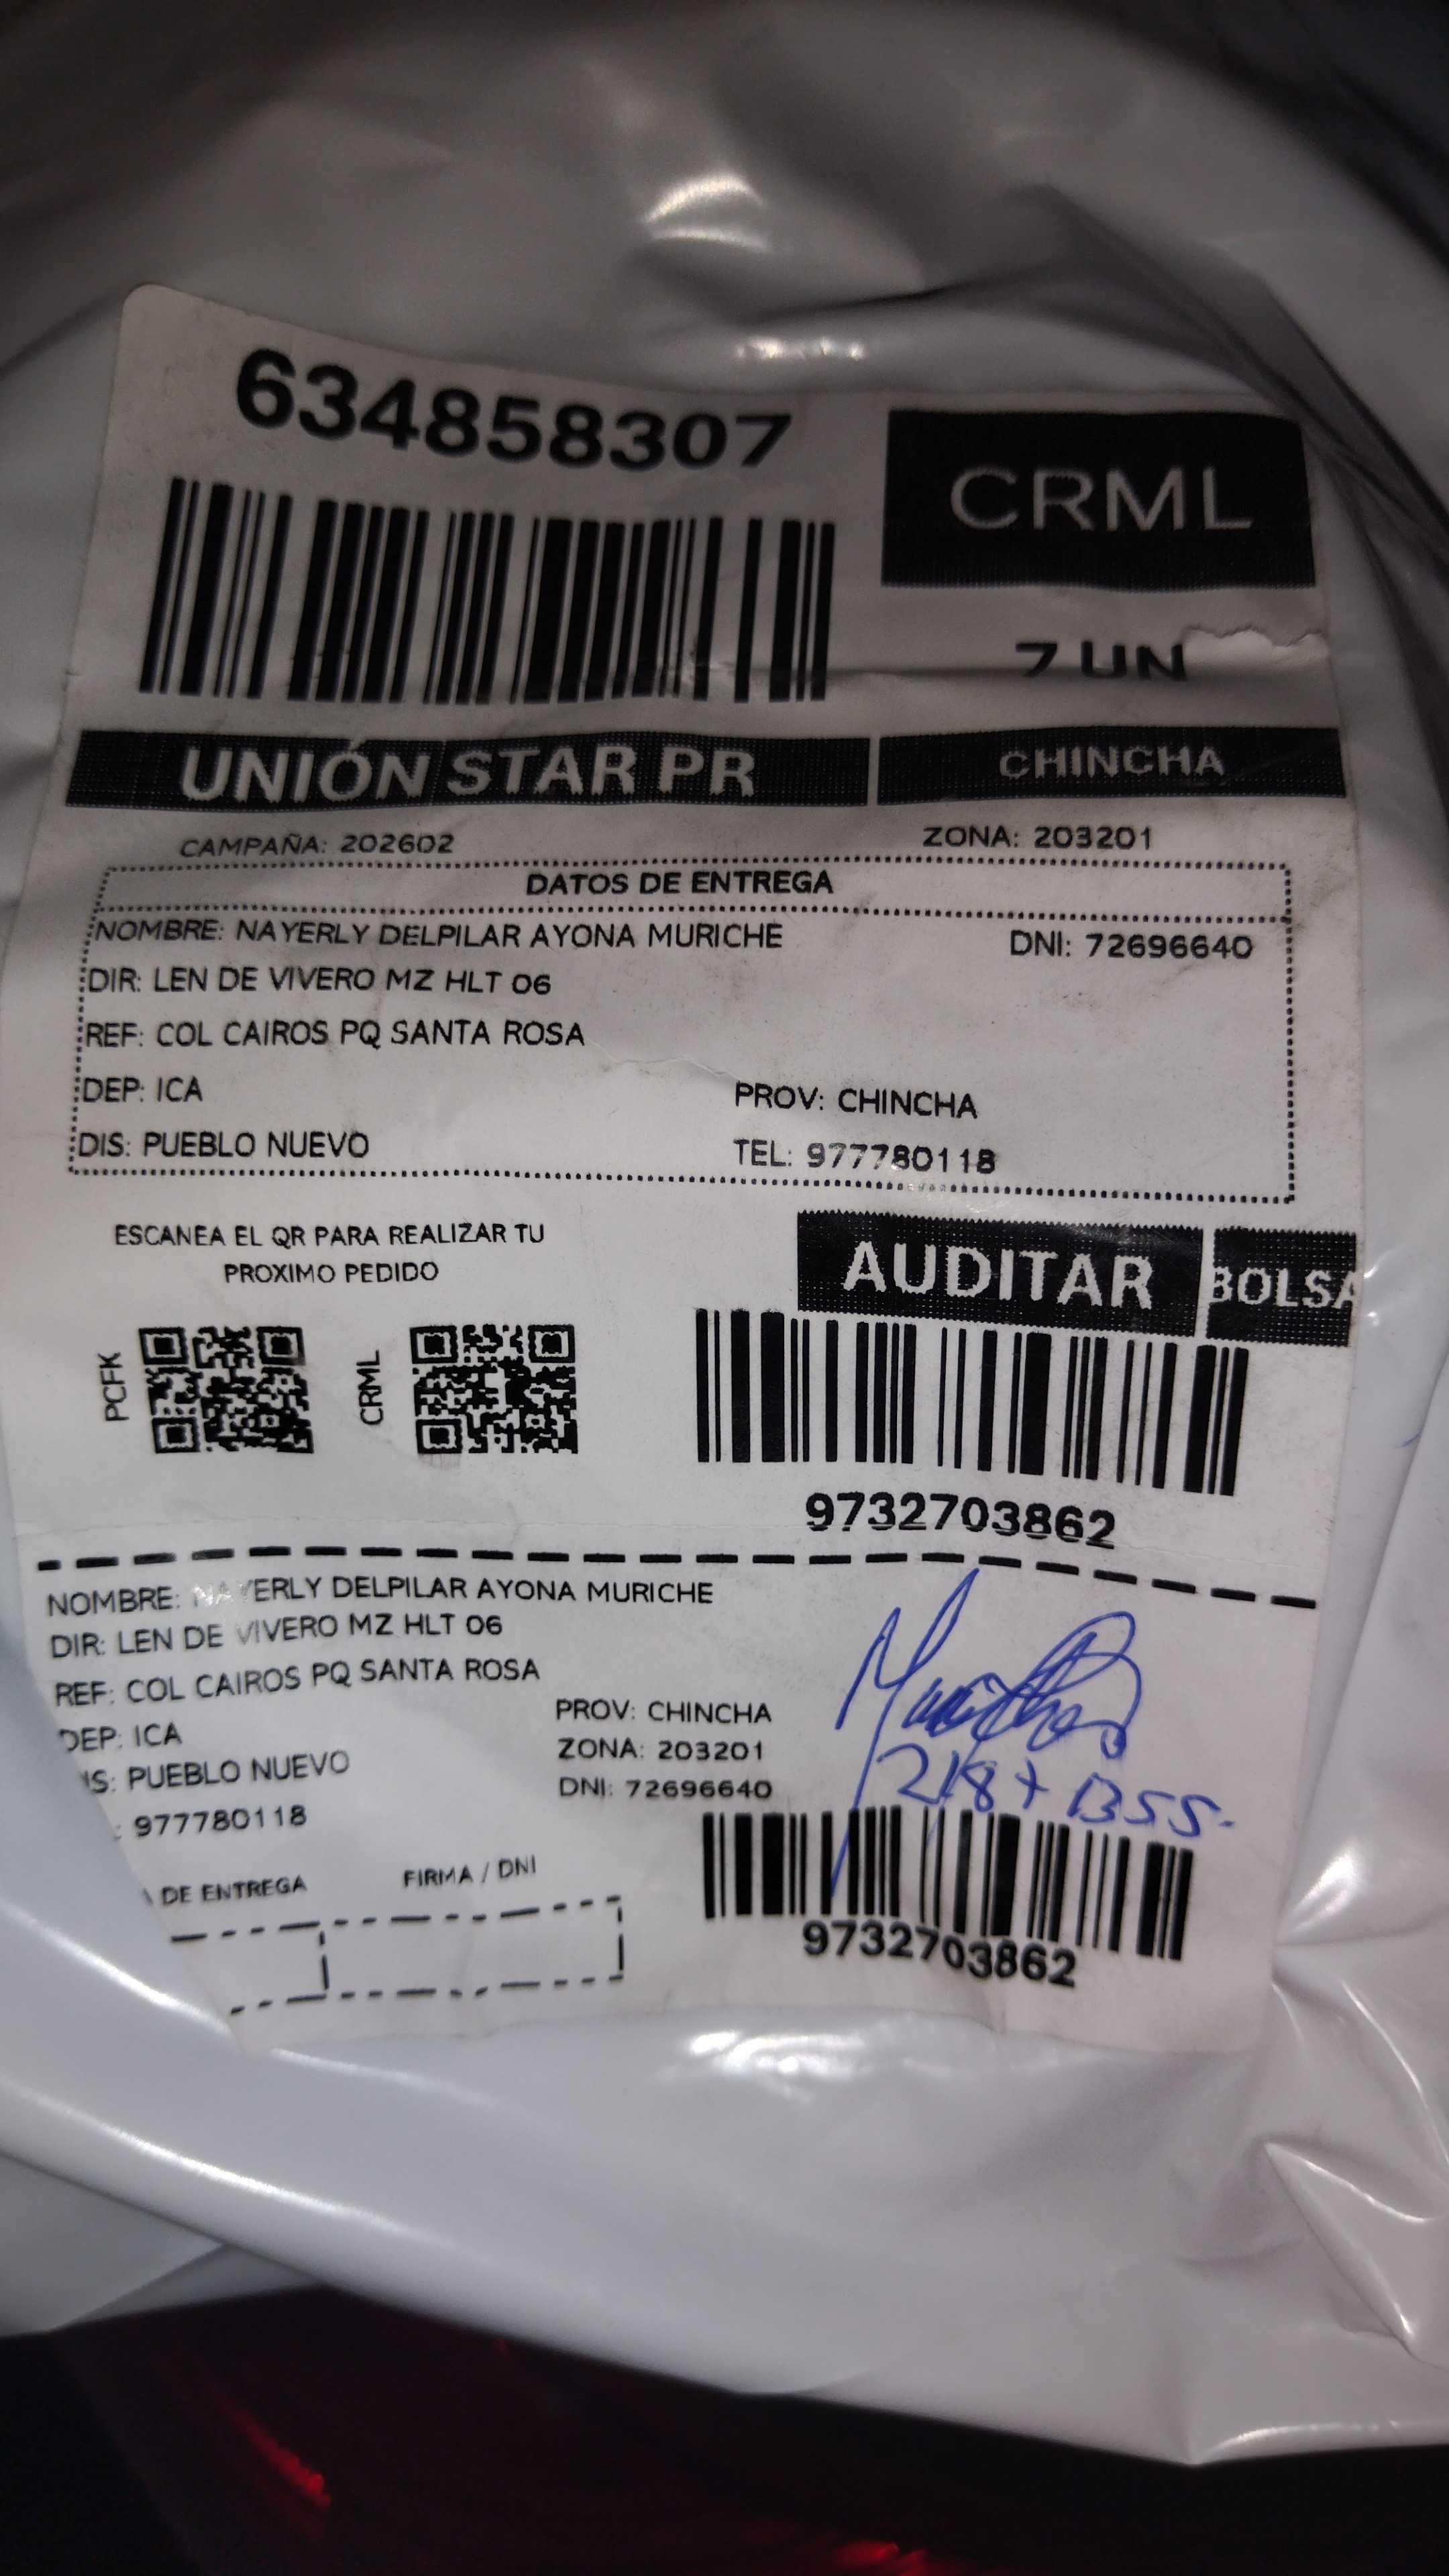 634858307
CRML
7 UN
UNIÓN STAR PR
CHINCHA
CAMPAÑA: 202602
ZONA: 203201
DATOS DE ENTREGA
NOMBRE: NAYERLY DELPILAR AYONA MURICHE
DNI: 72696640
DIR: LEN DE VIVERO MZ HLT 06
REF: COL CAIROS PQ SANTA ROSA
DEP: ICA
PROV: CHINCHA
DIS: PUEBLO NUEVO
TEL: 977780118
ESCANEA EL QR PARA REALIZAR TU
PROXIMO PEDIDO
AUDITAR
BOLSA
PCFK
CRML
9732703862
NOMBRE: NAYERLY DELPILAR AYONA MURICHE
DIR: LEN DE VIVERO MZ HLT 06
REF: COL CAIROS PQ SANTA ROSA
DEP: ICA
PROV: CHINCHA
IS: PUEBLO NUEVO
ZONA: 203201
: 977780118
DNI: 72696640
DE ENTREGA
FIRMA / DNI
9732703862